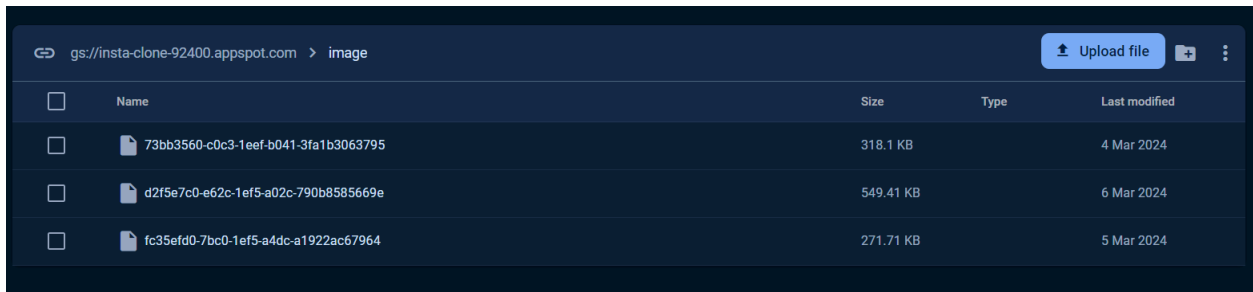 gs://insta-clone-92400.appspot.com > image Upload file
Name Size Type Last modified
73bb3560-c0c3-1eef-b041-3fa1b3063795 318.1 KB 4 Mar 2024
d2f5e7c0-e62c-1ef5-a02c-790b8585669e 549.41 KB 6 Mar 2024
fc35efd0-7bc0-1ef5-a4dc-a1922ac67964 271.71 KB 5 Mar 2024